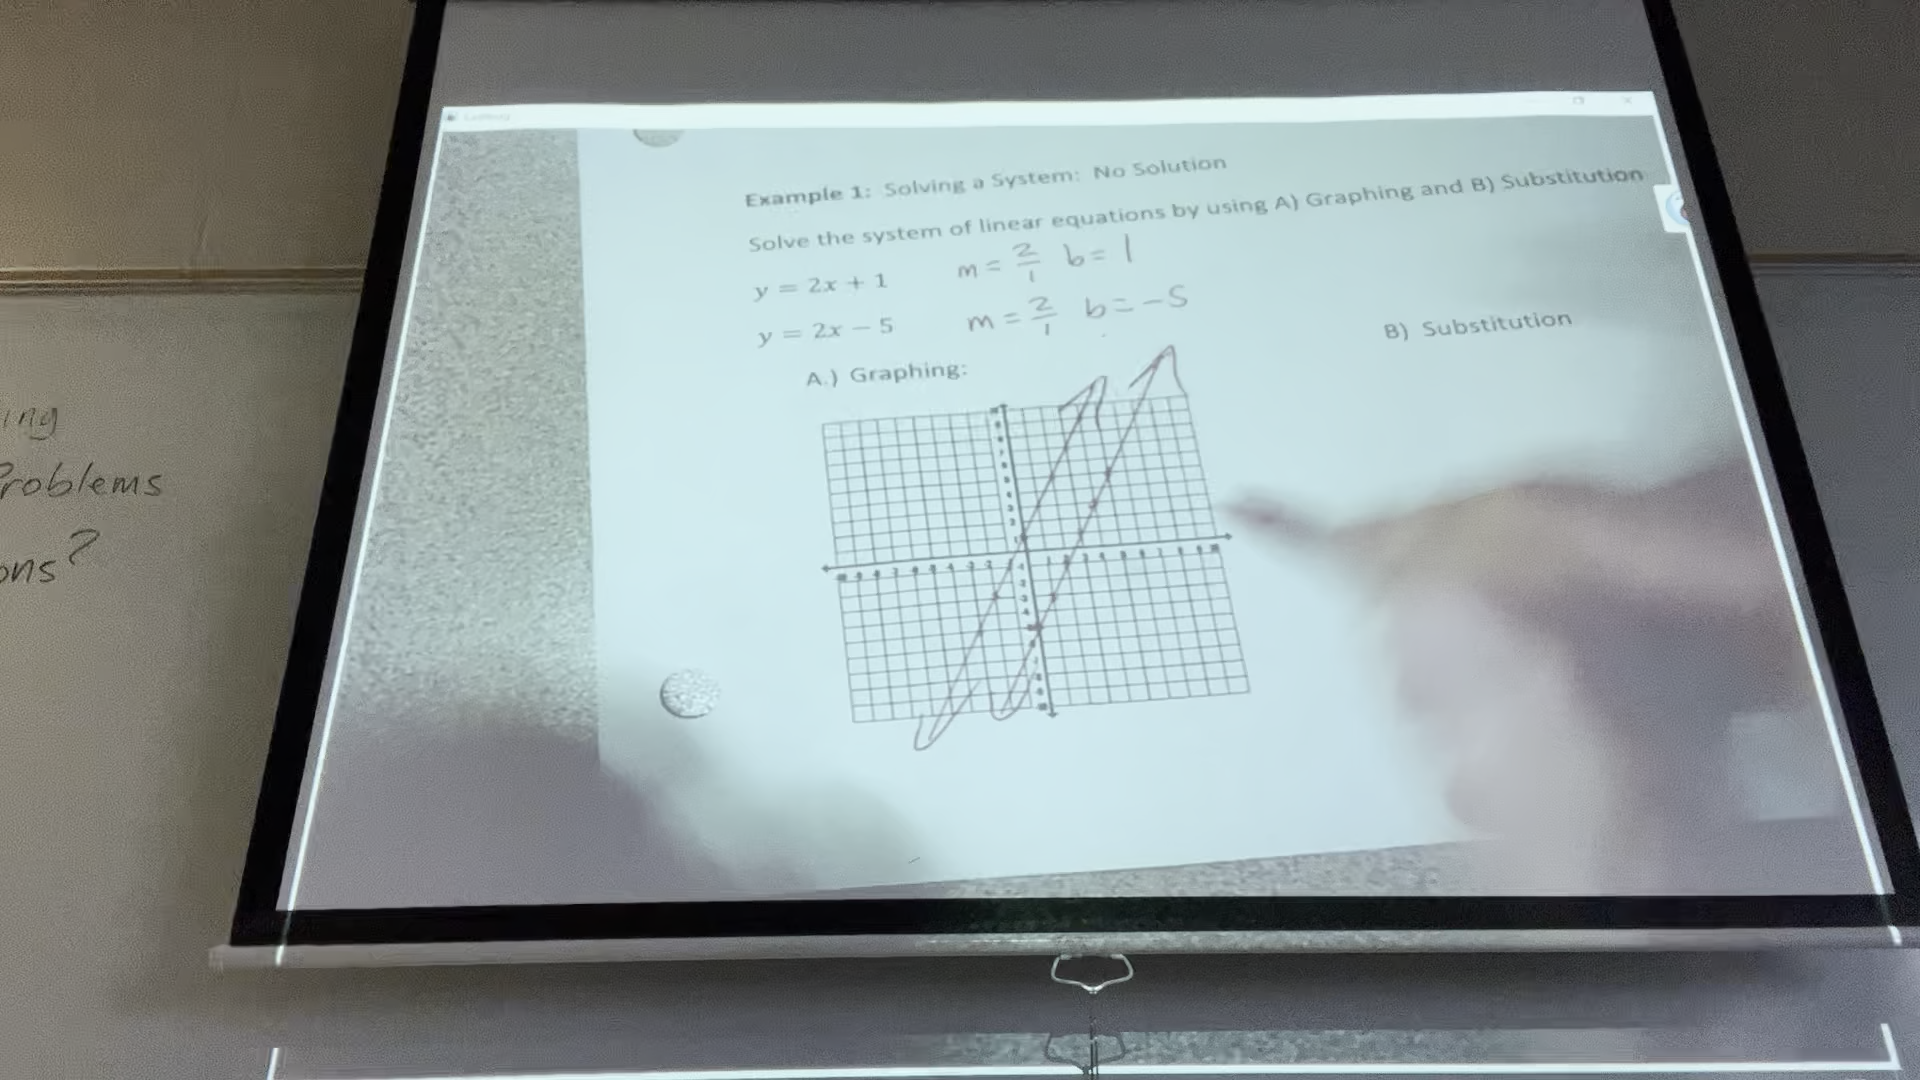 Example 1: Solving a System: No Solution
Solve the system of linear equations by using A) Graphing and B) Substitution
y = 2x + 1 m = 2/1 b = 1
y = 2x − 5 m = 2/1 b = -5
A.) Graphing:
B) Substitution
ing
Problems
ons?